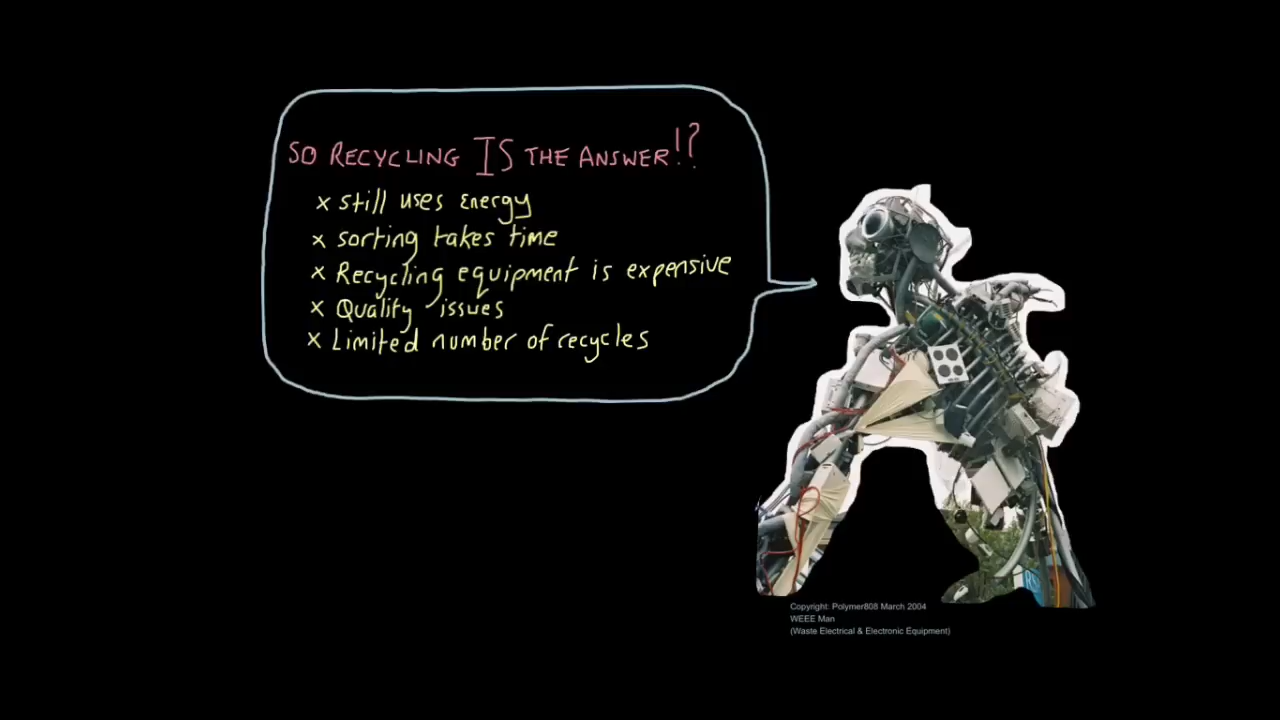 SO RECYCLING IS THE ANSWER!?
x still uses energy
x sorting takes time
x Recycling equipment is expensive
x Quality issues
x Limited number of recycles
Copyright: Polymer808 March 2004
WEEE Man
(Waste Electrical & Electronic Equipment)